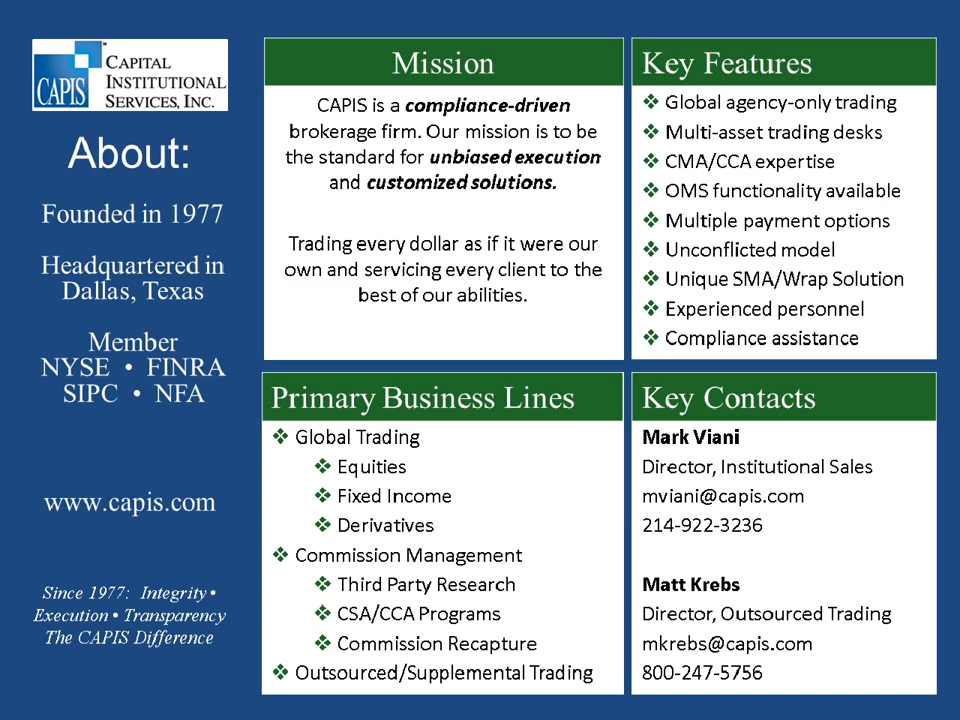 CAPIS
CAPITAL
INSTITUTIONAL
SERVICES, INC.
About:
Founded in 1977
Headquartered in
Dallas, Texas
Member
NYSE • FINRA
SIPC • NFA
www.capis.com
Since 1977: Integrity •
Execution • Transparency
The CAPIS Difference
Mission
CAPIS is a compliance-driven
brokerage firm. Our mission is to be
the standard for unbiased execution
and customized solutions.
Trading every dollar as if it were our
own and servicing every client to the
best of our abilities.
Key Features
❖ Global agency-only trading
❖ Multi-asset trading desks
❖ CMA/CCA expertise
❖ OMS functionality available
❖ Multiple payment options
❖ Unconflicted model
❖ Unique SMA/Wrap Solution
❖ Experienced personnel
❖ Compliance assistance
Primary Business Lines
❖ Global Trading
❖ Equities
❖ Fixed Income
❖ Derivatives
❖ Commission Management
❖ Third Party Research
❖ CSA/CCA Programs
❖ Commission Recapture
❖ Outsourced/Supplemental Trading
Key Contacts
Mark Viani
Director, Institutional Sales
mviani@capis.com
214-922-3236
Matt Krebs
Director, Outsourced Trading
mkrebs@capis.com
800-247-5756